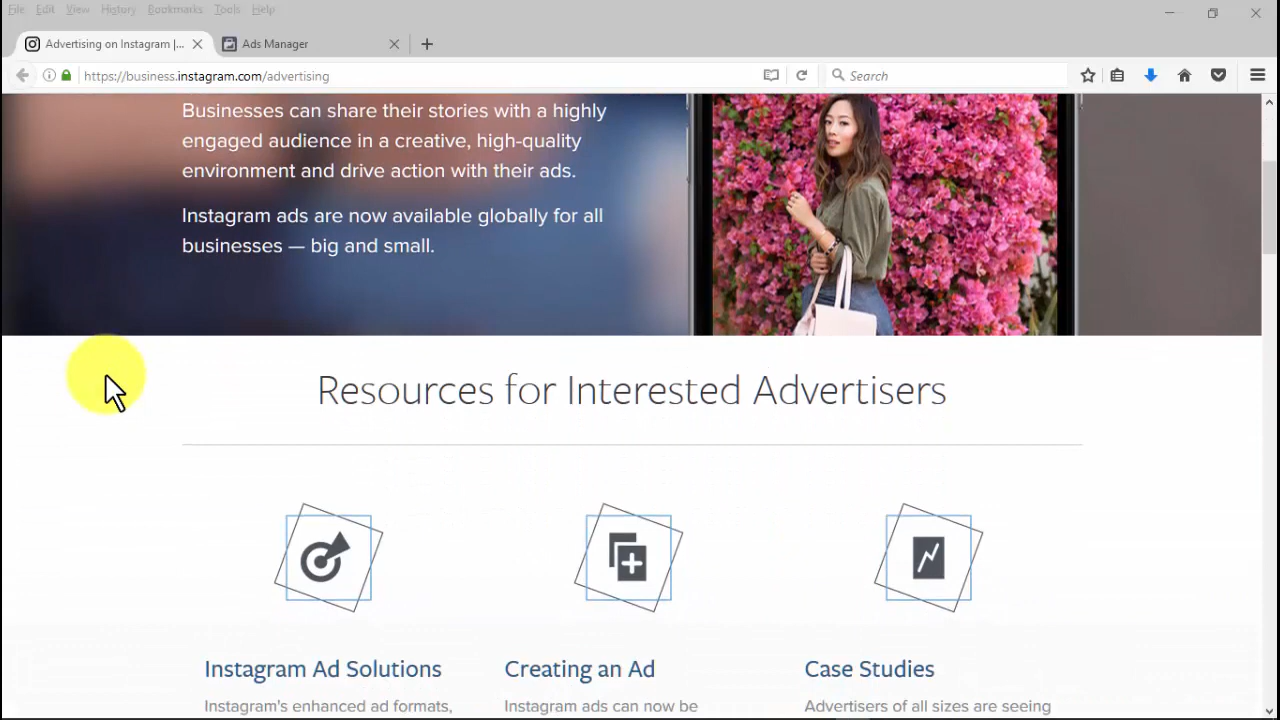 File Edit View History Bookmarks Tools Help
Advertising on Instagram |... Ads Manager
https://business.instagram.com/advertising Search
Businesses can share their stories with a highly
engaged audience in a creative, high-quality
environment and drive action with their ads.
Instagram ads are now available globally for all
businesses — big and small.
Resources for Interested Advertisers
Instagram Ad Solutions Creating an Ad Case Studies
Instagram's enhanced ad formats, Instagram ads can now be Advertisers of all sizes are seeing